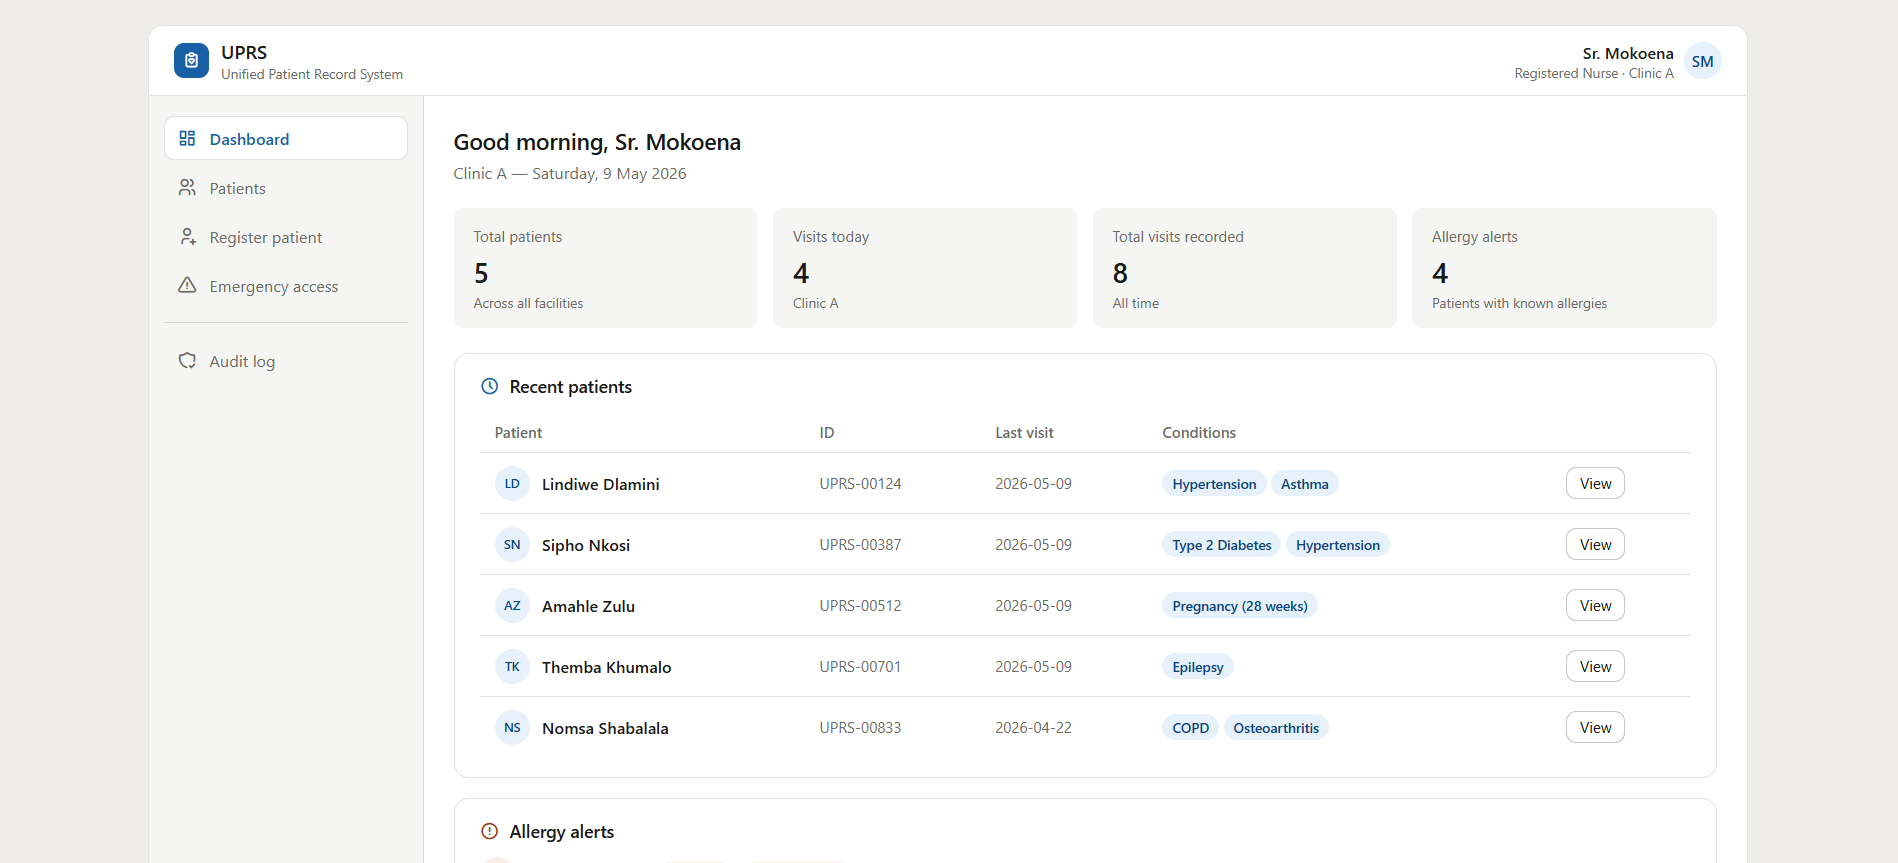 UPRS
Unified Patient Record System
Sr. Mokoena
Registered Nurse · Clinic A
SM
Dashboard
Patients
Register patient
Emergency access
Audit log
Good morning, Sr. Mokoena
Clinic A — Saturday, 9 May 2026
Total patients
5
Across all facilities
Visits today
4
Clinic A
Total visits recorded
8
All time
Allergy alerts
4
Patients with known allergies
Recent patients
Patient ID Last visit Conditions
LD Lindiwe Dlamini UPRS-00124 2026-05-09 Hypertension Asthma View
SN Sipho Nkosi UPRS-00387 2026-05-09 Type 2 Diabetes Hypertension View
AZ Amahle Zulu UPRS-00512 2026-05-09 Pregnancy (28 weeks) View
TK Themba Khumalo UPRS-00701 2026-05-09 Epilepsy View
NS Nomsa Shabalala UPRS-00833 2026-04-22 COPD Osteoarthritis View
Allergy alerts